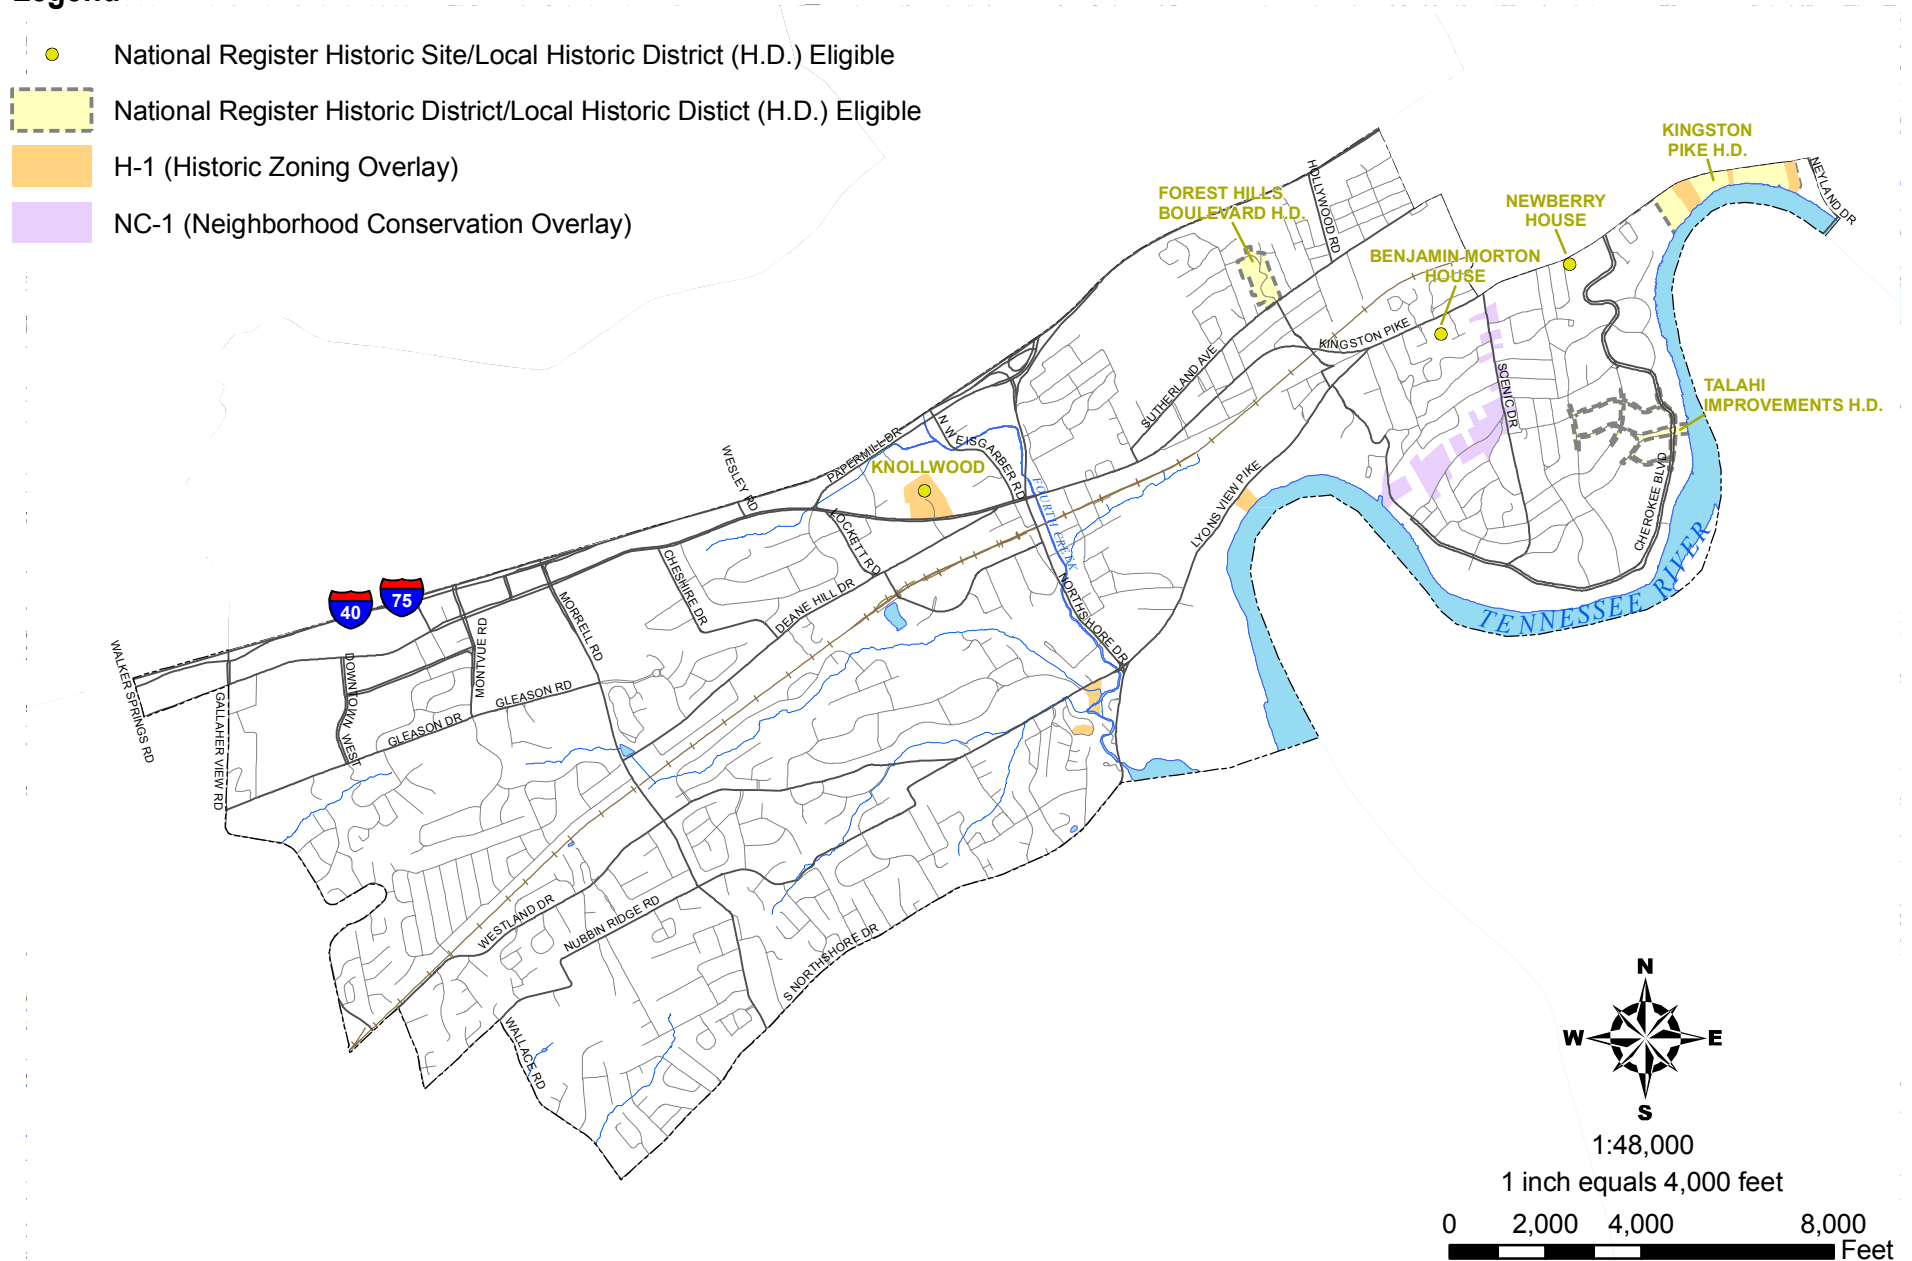 Legend
National Register Historic Site/Local Historic District (H.D.) Eligible
National Register Historic District/Local Historic Distict (H.D.) Eligible
H-1 (Historic Zoning Overlay)
NC-1 (Neighborhood Conservation Overlay)
KINGSTON
PIKE H.D.
NEYLAND DR
HOLLYWOOD RD
FOREST HILLS
BOULEVARD H.D.
NEWBERRY
HOUSE
BENJAMIN MORTON
HOUSE
KINGSTON PIKE
SUTHERLAND AVE
SCENIC DR
TALAHI
IMPROVEMENTS H.D.
CHEROKEE BLVD
TENNESSEE RIVER
LYONS VIEW PIKE
N WEISGARBER RD
PAPERMILL DR
KNOLLWOOD
WESLEY RD
LOCKETT RD
FOURTH CREEK
NORTHSHORE DR
CHESHIRE DR
DEANE HILL DR
MORRELL RD
40
75
MONTVUE RD
DOWNTOWN WEST
GLEASON RD
GLEASON DR
WALKER SPRINGS RD
GALLAHER VIEW RD
WESTLAND DR
NUBBIN RIDGE RD
S NORTHSHORE DR
WALLACE RD
N
W
E
S
1:48,000
1 inch equals 4,000 feet
0 2,000 4,000 8,000
Feet